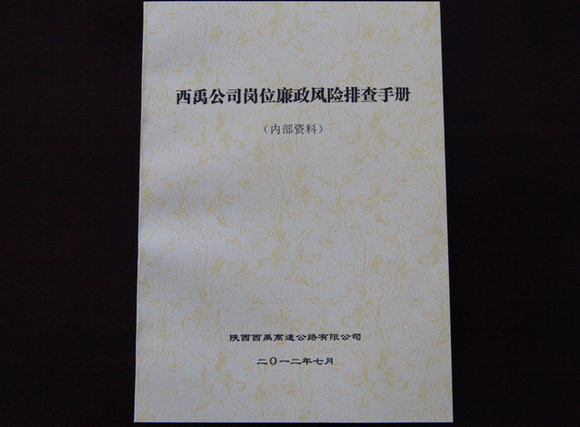 西禹公司岗位廉政风险排查手册
（内部资料）
陕西西禹高速公路有限公司
二〇一二年七月